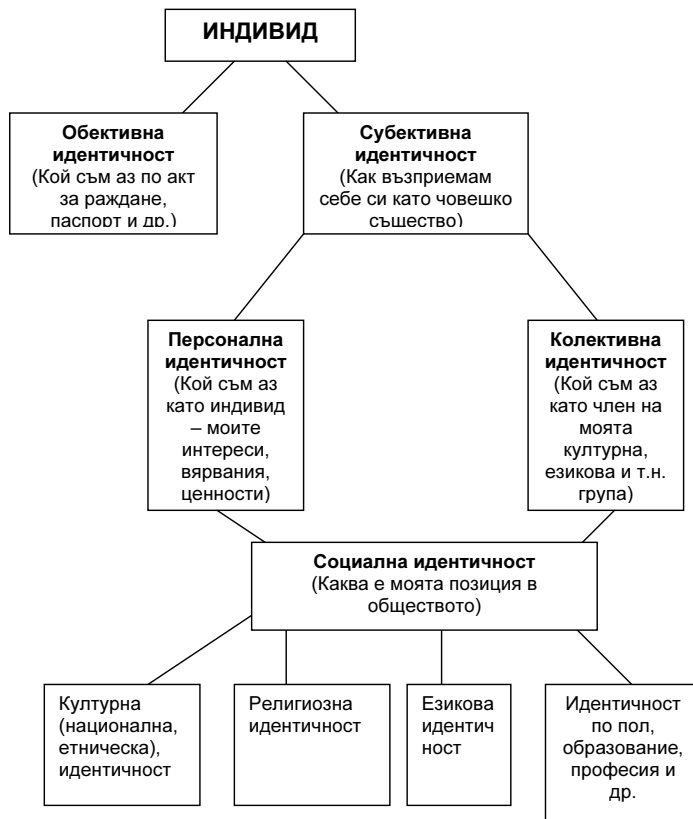 ИНДИВИД
Обективна
идентичност
(Кой съм аз по акт
за раждане,
паспорт и др.)
Субективна
идентичност
(Как възприемам
себе си като човешко
същество)
Персонална
идентичност
(Кой съм аз
като индивид
– моите
интереси,
вярвания,
ценности)
Колективна
идентичност
(Кой съм аз
като член на
моята
културна,
езикова и т.н.
група)
Социална идентичност
(Каква е моята позиция в
обществото)
Културна
(национална,
етническа),
идентичност
Религиозна
идентичност
Езикова
идентич
ност
Идентичност
по пол,
образование,
професия и
др.